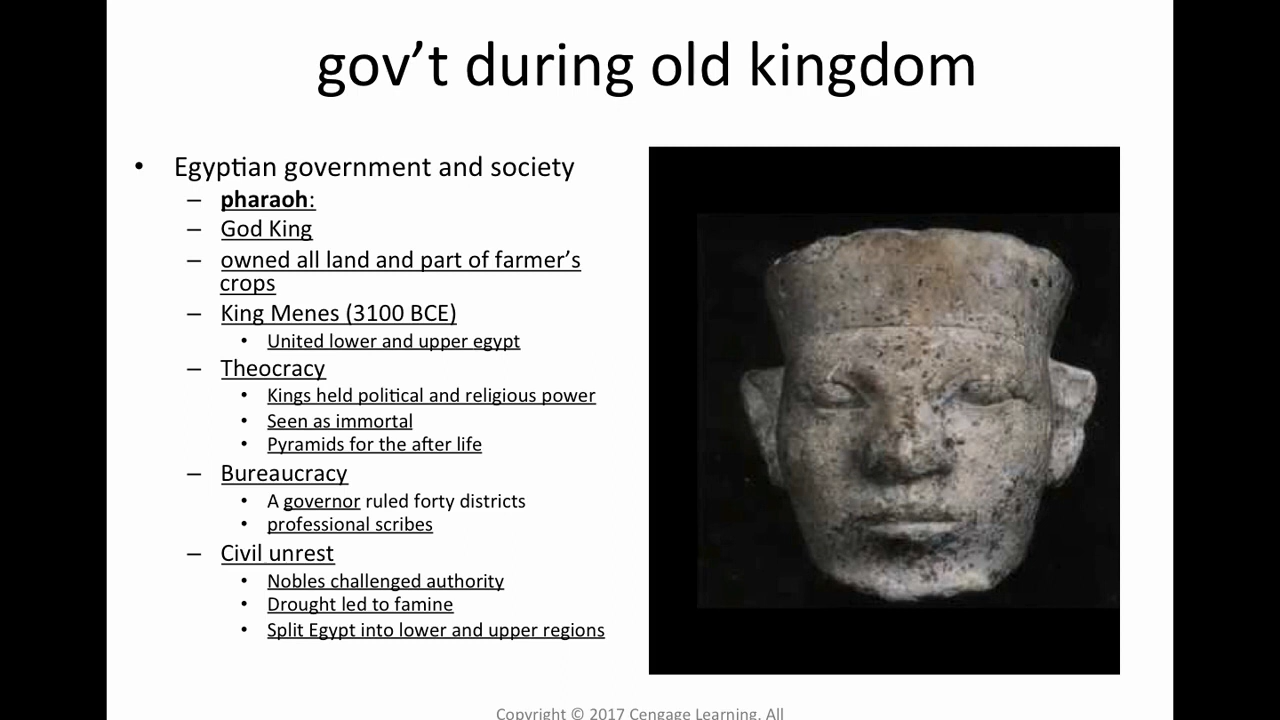 gov’t during old kingdom
• Egyptian government and society
– pharaoh:
– God King
– owned all land and part of farmer’s
crops
– King Menes (3100 BCE)
• United lower and upper egypt
– Theocracy
• Kings held political and religious power
• Seen as immortal
• Pyramids for the after life
– Bureaucracy
• A governor ruled forty districts
• professional scribes
– Civil unrest
• Nobles challenged authority
• Drought led to famine
• Split Egypt into lower and upper regions
Copyright © 2017 Cengage Learning. All